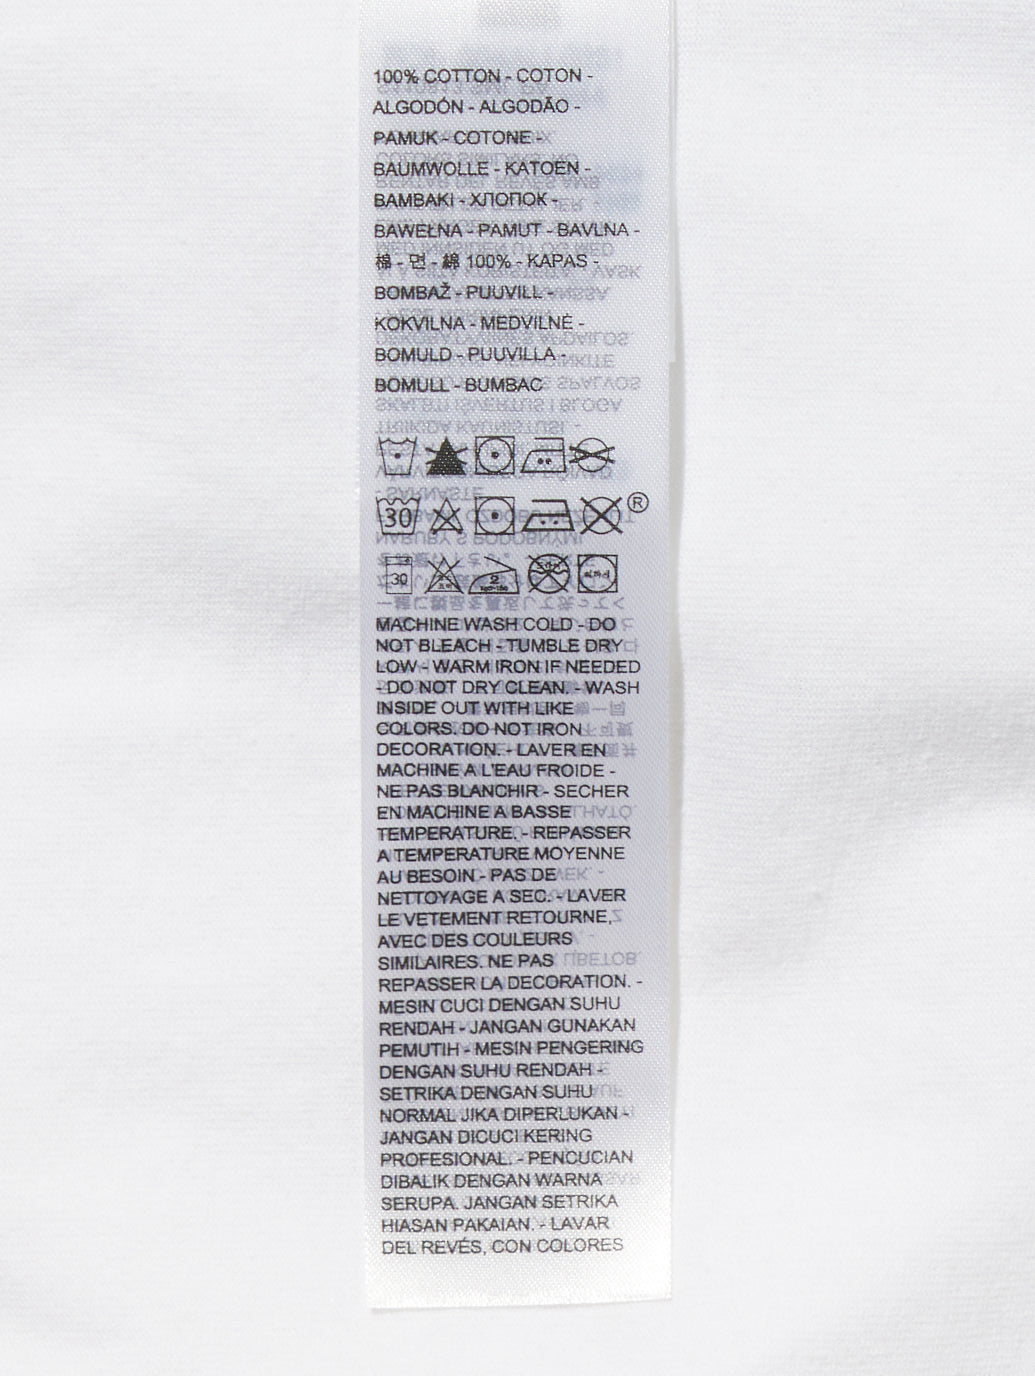 100% COTTON - COTON -
ALGODÓN - ALGODÃO -
PAMUK - COTONE -
BAUMWOLLE - KATOEN -
BAMBAKI - ХЛОПОК -
BAWEŁNA - PAMUT - BAVLNA -
棉 - 면 - 綿 100% - KAPAS -
BOMBAŽ - PUUVILL -
KOKVILNA - MEDVILNĖ -
BOMULD - PUUVILLA -
BOMULL - BUMBAC
30 ®
30 2
MACHINE WASH COLD - DO
NOT BLEACH - TUMBLE DRY
LOW - WARM IRON IF NEEDED
- DO NOT DRY CLEAN. - WASH
INSIDE OUT WITH LIKE
COLORS. DO NOT IRON
DECORATION. - LAVER EN
MACHINE A L'EAU FROIDE -
NE PAS BLANCHIR - SECHER
EN MACHINE A BASSE
TEMPERATURE. - REPASSER
A TEMPERATURE MOYENNE
AU BESOIN - PAS DE
NETTOYAGE A SEC. - LAVER
LE VETEMENT RETOURNE,
AVEC DES COULEURS
SIMILAIRES. NE PAS
REPASSER LA DECORATION. -
MESIN CUCI DENGAN SUHU
RENDAH - JANGAN GUNAKAN
PEMUTIH - MESIN PENGERING
DENGAN SUHU RENDAH -
SETRIKA DENGAN SUHU
NORMAL JIKA DIPERLUKAN -
JANGAN DICUCI KERING
PROFESIONAL. - PENCUCIAN
DIBALIK DENGAN WARNA
SERUPA. JANGAN SETRIKA
HIASAN PAKAIAN. - LAVAR
DEL REVÉS, CON COLORES